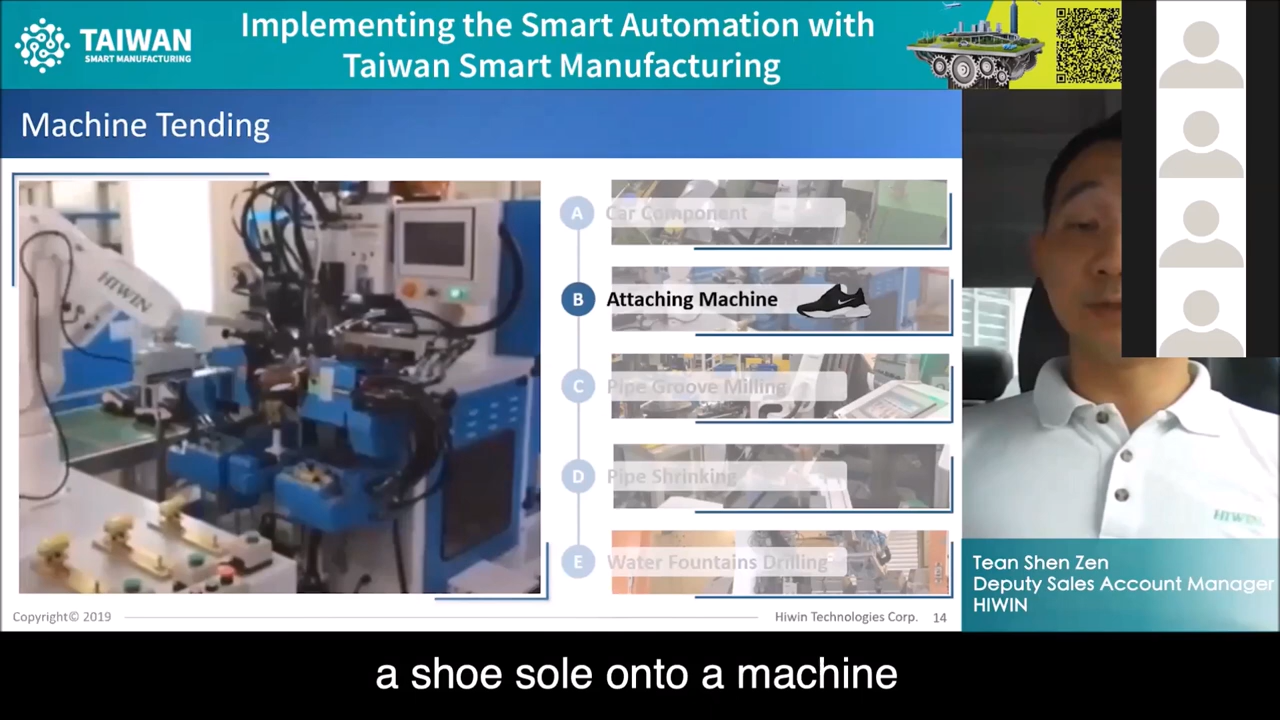 TAIWAN
SMART MANUFACTURING
Implementing the Smart Automation with
Taiwan Smart Manufacturing
Machine Tending
HIWIN
A
Car Component
B
Attaching Machine
C
Pipe Groove Milling
D
Pipe Shrinking
E
Water Fountains Drilling
Copyright© 2019
Hiwin Technologies Corp.
14
HIWIN
Tean Shen Zen
Deputy Sales Account Manager
HIWIN
a shoe sole onto a machine